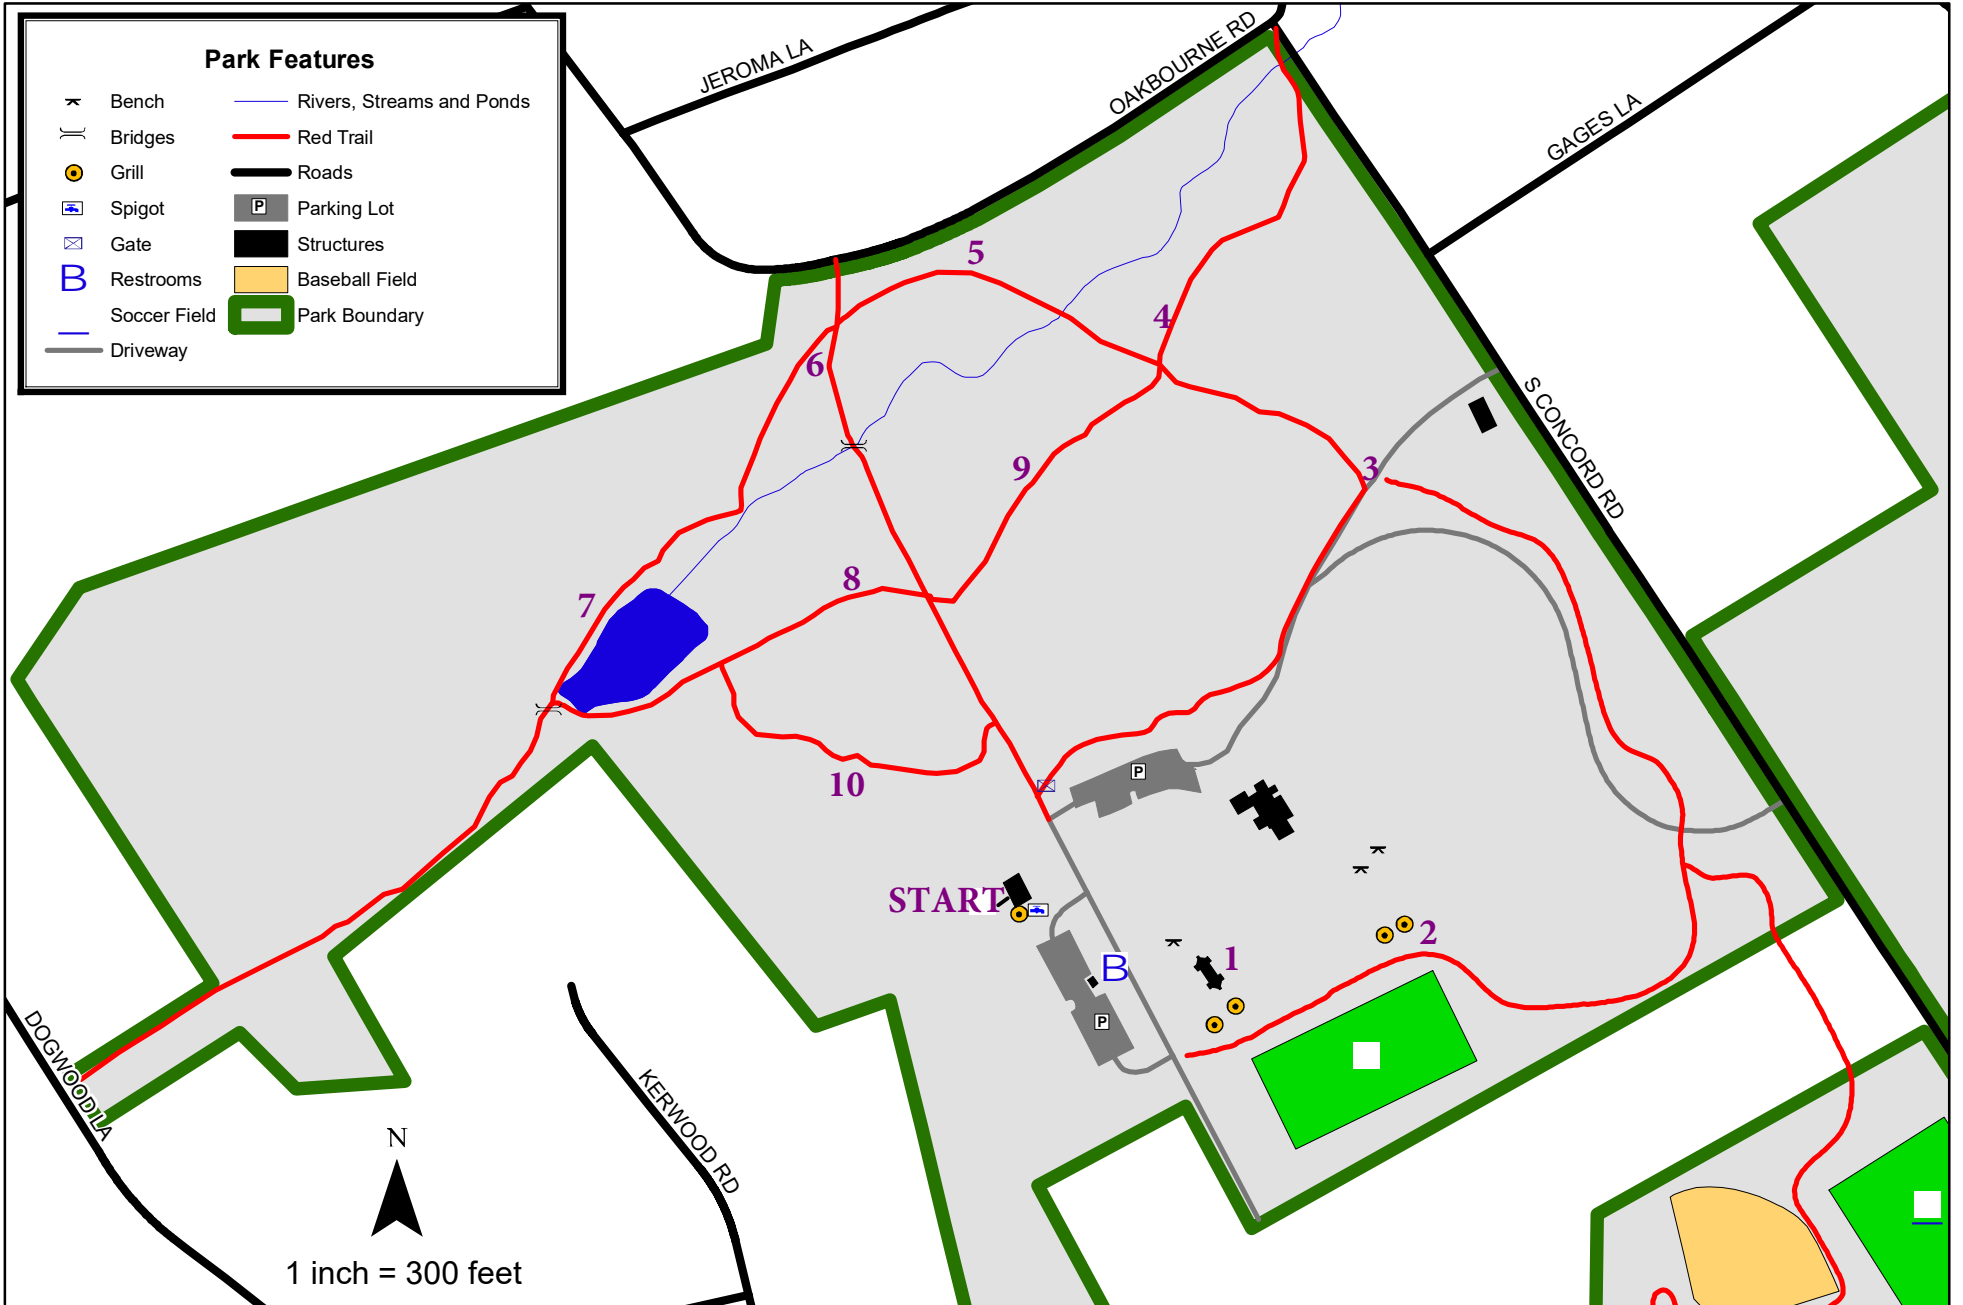 Park Features
Bench
Rivers, Streams and Ponds
Bridges
Red Trail
Grill
Roads
Spigot
P
Parking Lot
Gate
Structures
B
Restrooms
Baseball Field
Soccer Field
Park Boundary
Driveway
JEROMA LA
OAKBOURNE RD
GAGES LA
S CONCORD RD
5
4
6
3
9
8
7
10
P
START
2
1
B
P
DOGWOOD LA
KERWOOD RD
N
1 inch = 300 feet